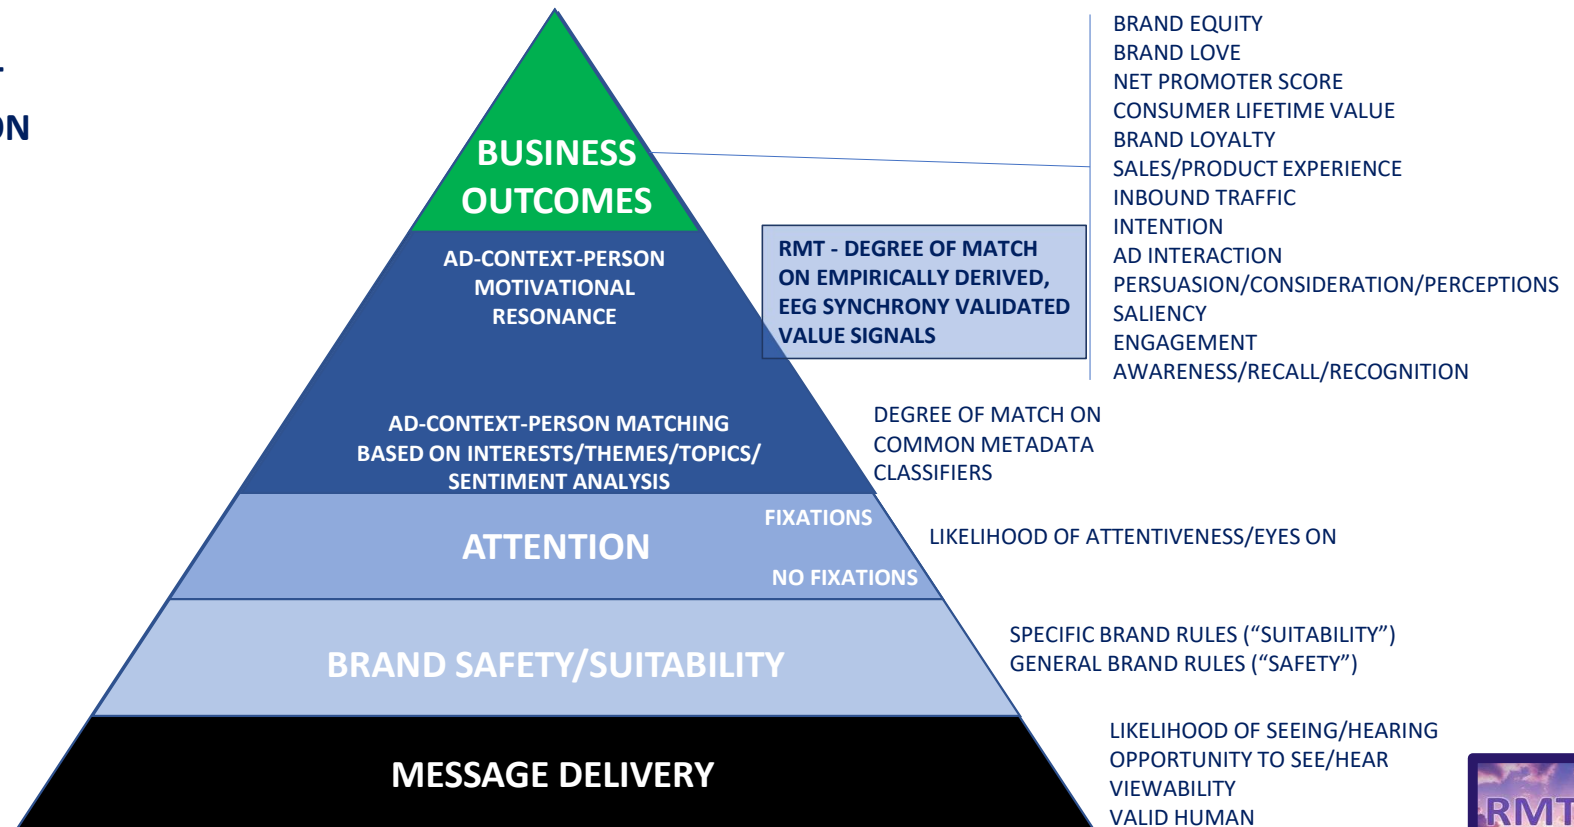 ON
BUSINESS
OUTCOMES
AD-CONTEXT-PERSON
MOTIVATIONAL
RESONANCE
RMT - DEGREE OF MATCH
ON EMPIRICALLY DERIVED,
EEG SYNCHRONY VALIDATED
VALUE SIGNALS
BRAND EQUITY
BRAND LOVE
NET PROMOTER SCORE
CONSUMER LIFETIME VALUE
BRAND LOYALTY
SALES/PRODUCT EXPERIENCE
INBOUND TRAFFIC
INTENTION
AD INTERACTION
PERSUASION/CONSIDERATION/PERCEPTIONS
SALIENCY
ENGAGEMENT
AWARENESS/RECALL/RECOGNITION
AD-CONTEXT-PERSON MATCHING
BASED ON INTERESTS/THEMES/TOPICS/
SENTIMENT ANALYSIS
DEGREE OF MATCH ON
COMMON METADATA
CLASSIFIERS
ATTENTION
FIXATIONS
NO FIXATIONS
LIKELIHOOD OF ATTENTIVENESS/EYES ON
BRAND SAFETY/SUITABILITY
SPECIFIC BRAND RULES (“SUITABILITY”)
GENERAL BRAND RULES (“SAFETY”)
MESSAGE DELIVERY
LIKELIHOOD OF SEEING/HEARING
OPPORTUNITY TO SEE/HEAR
VIEWABILITY
VALID HUMAN
RMT